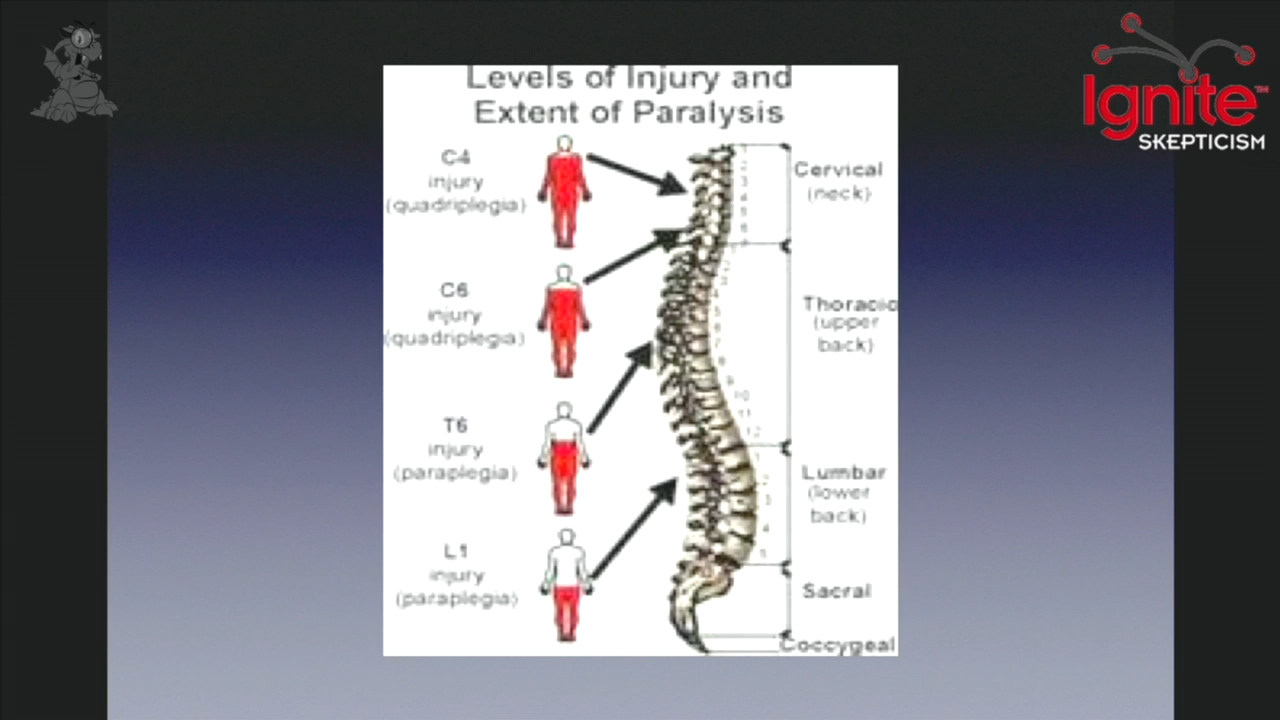 Ignite™
SKEPTICISM
Levels of Injury and
Extent of Paralysis
C4
injury
(quadriplegia)
C6
injury
(quadriplegia)
T6
injury
(paraplegia)
L1
injury
(paraplegia)
Cervical
(neck)
Thoracic
(upper
back)
Lumbar
(lower
back)
Sacral
Coccygeal